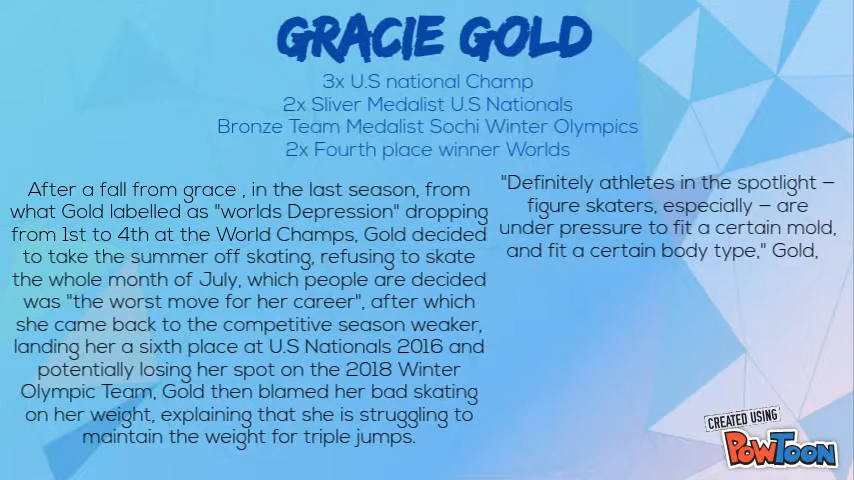 GRACIE GOLD
3x U.S national Champ
2x Sliver Medalist U.S Nationals
Bronze Team Medalist Sochi Winter Olympics
2x Fourth place winner Worlds
After a fall from grace , in the last season, from
what Gold labelled as "worlds Depression" dropping
from 1st to 4th at the World Champs, Gold decided
to take the summer off skating, refusing to skate
the whole month of July, which people are decided
was "the worst move for her career", after which
she came back to the competitive season weaker,
landing her a sixth place at U.S Nationals 2016 and
potentially losing her spot on the 2018 Winter
Olympic Team, Gold then blamed her bad skating
on her weight, explaining that she is struggling to
maintain the weight for triple jumps.
"Definitely athletes in the spotlight —
figure skaters, especially — are
under pressure to fit a certain mold,
and fit a certain body type," Gold,
CREATED USING
POWTOON